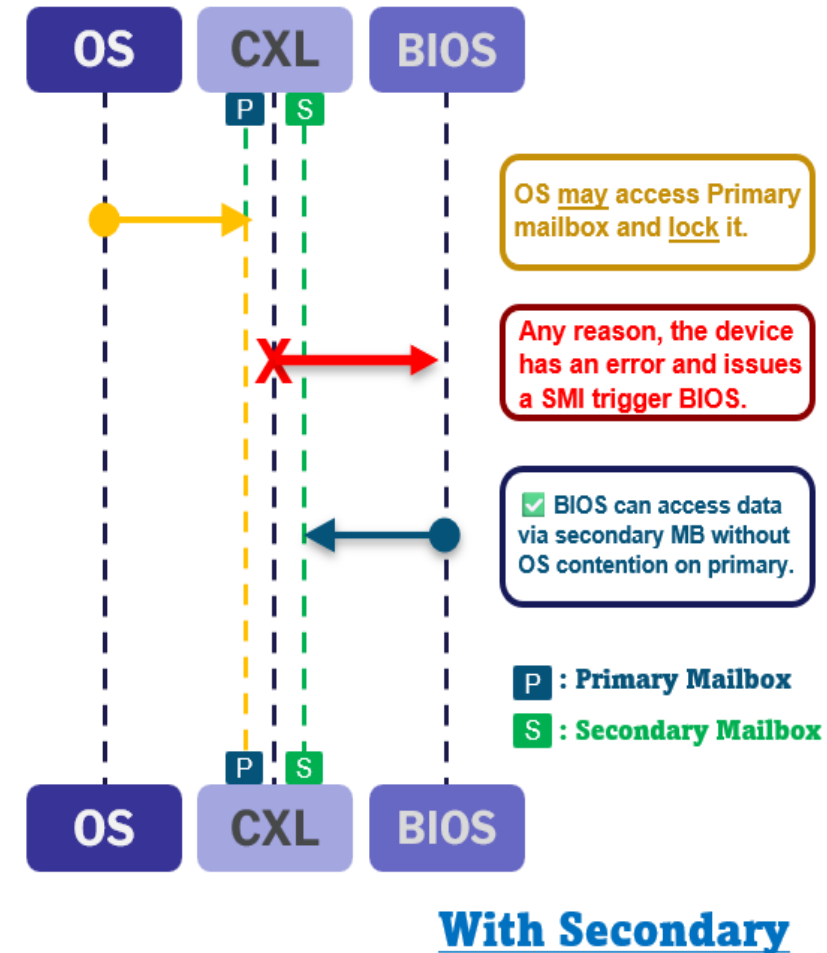 OS CXL BIOS
P S
OS may access Primary
mailbox and lock it.
X
Any reason, the device
has an error and issues
a SMI trigger BIOS.
✅ BIOS can access data
via secondary MB without
OS contention on primary.
P : Primary Mailbox
S : Secondary Mailbox
P S
OS CXL BIOS
With Secondary